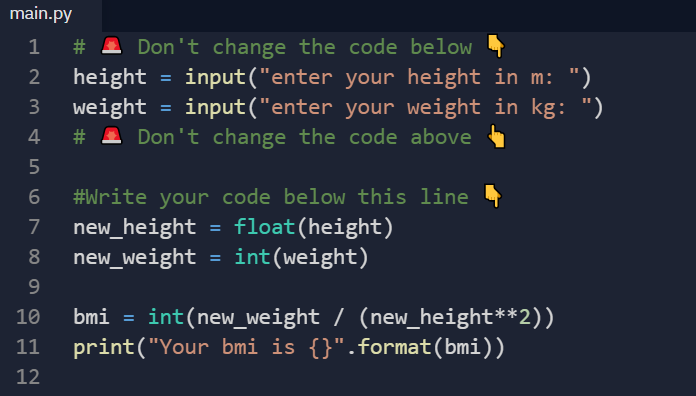 main.py
1 # 🚨 Don't change the code below 👇
2 height = input("enter your height in m: ")
3 weight = input("enter your weight in kg: ")
4 # 🚨 Don't change the code above 👆
5
6 #Write your code below this line 👇
7 new_height = float(height)
8 new_weight = int(weight)
9
10 bmi = int(new_weight / (new_height**2))
11 print("Your bmi is {}".format(bmi))
12